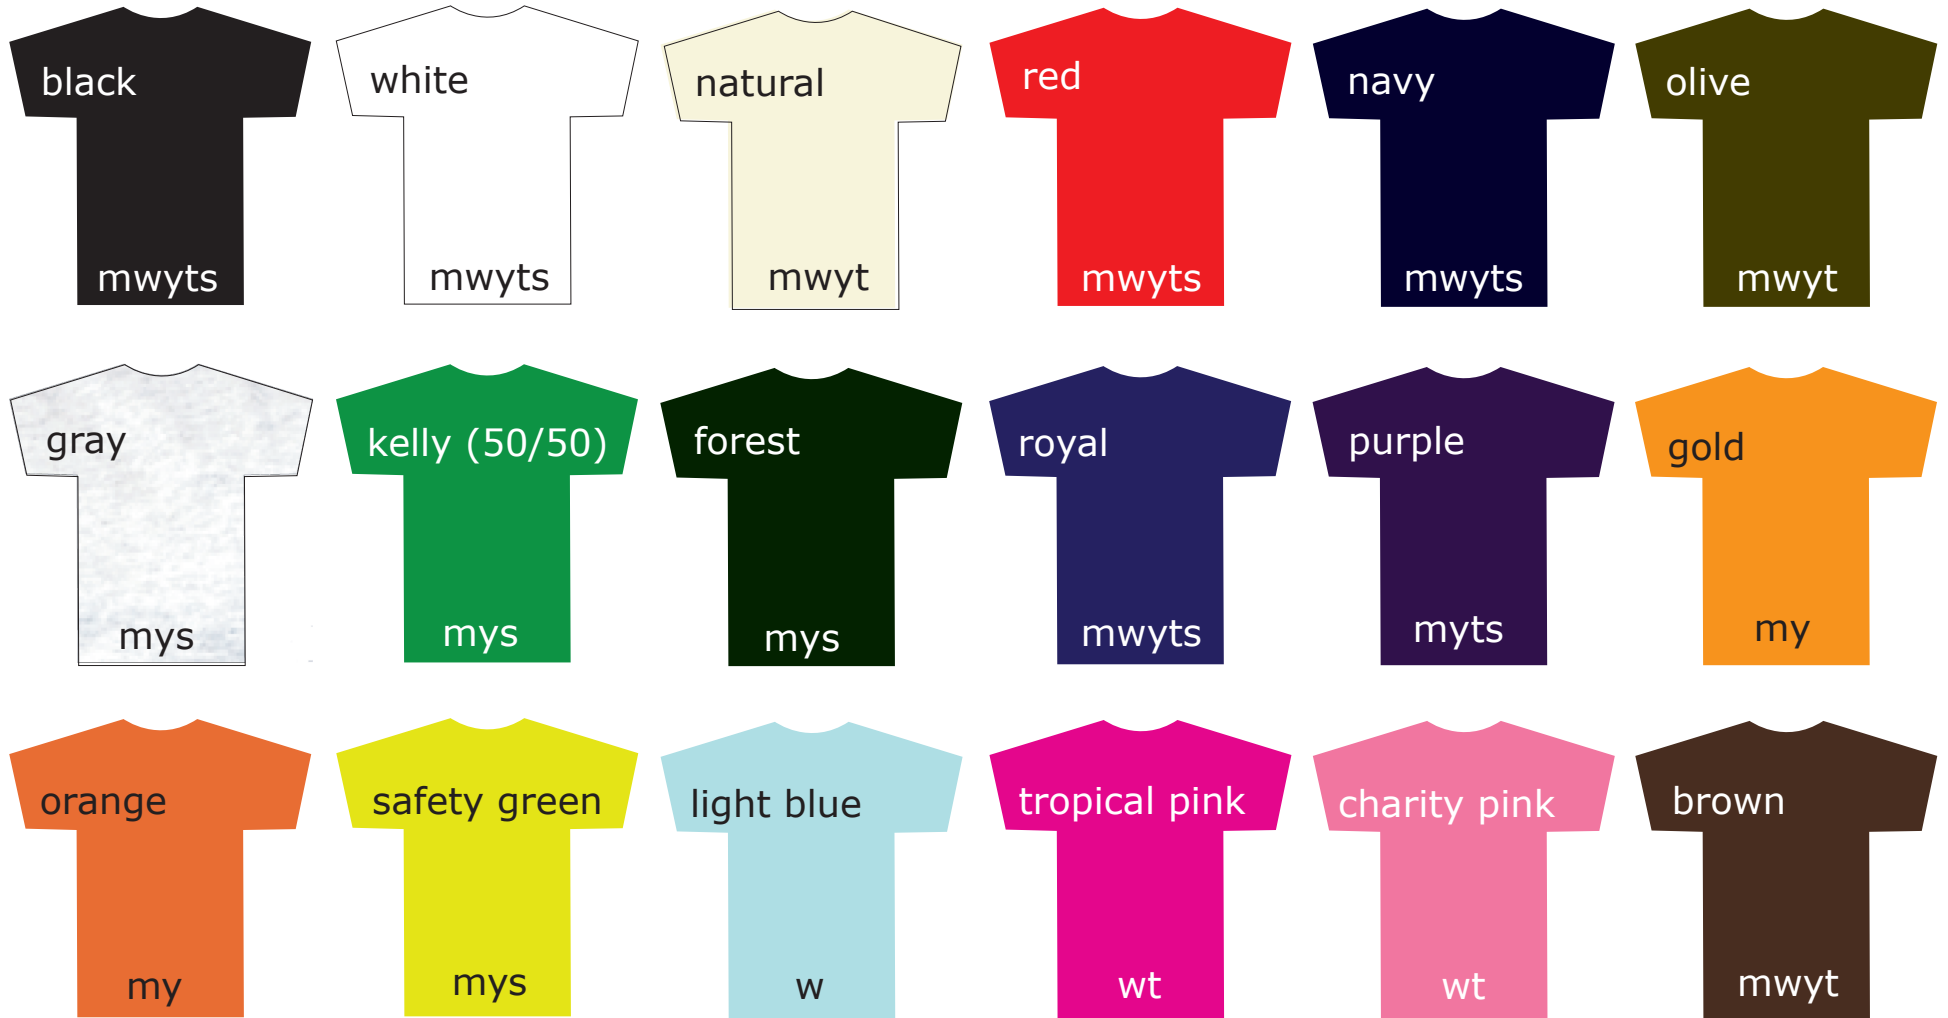 black
mwyts
white
mwyts
natural
mwyt
red
mwyts
navy
mwyts
olive
mwyt
gray
mys
kelly (50/50)
mys
forest
mys
royal
mwyts
purple
myts
gold
my
orange
my
safety green
mys
light blue
w
tropical pink
wt
charity pink
wt
brown
mwyt